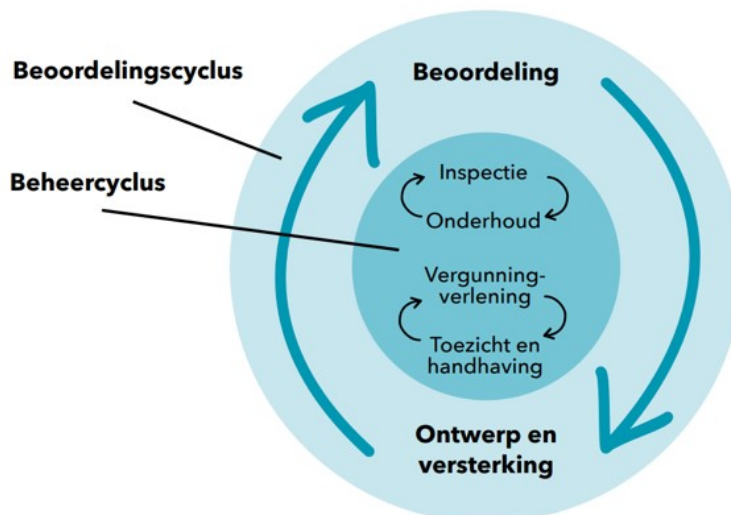 Beoordelingscyclus
Beheercyclus
Beoordeling
Inspectie
Onderhoud
Vergunning-
verlening
Toezicht en
handhaving
Ontwerp en
versterking